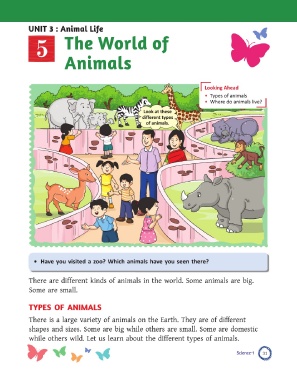 UNIT 3 : Animal Life
5
The World of
Animals
Looking Ahead
• Types of animals
• Where do animals live?
Look at these
different types
of animals.
• Have you visited a zoo? Which animals have you seen there?
There are different kinds of animals in the world. Some animals are big.
Some are small.
TYPES OF ANIMALS
There is a large variety of animals on the Earth. They are of different
shapes and sizes. Some are big while others are small. Some are domestic
while others wild. Let us learn about the different types of animals.
Science-1